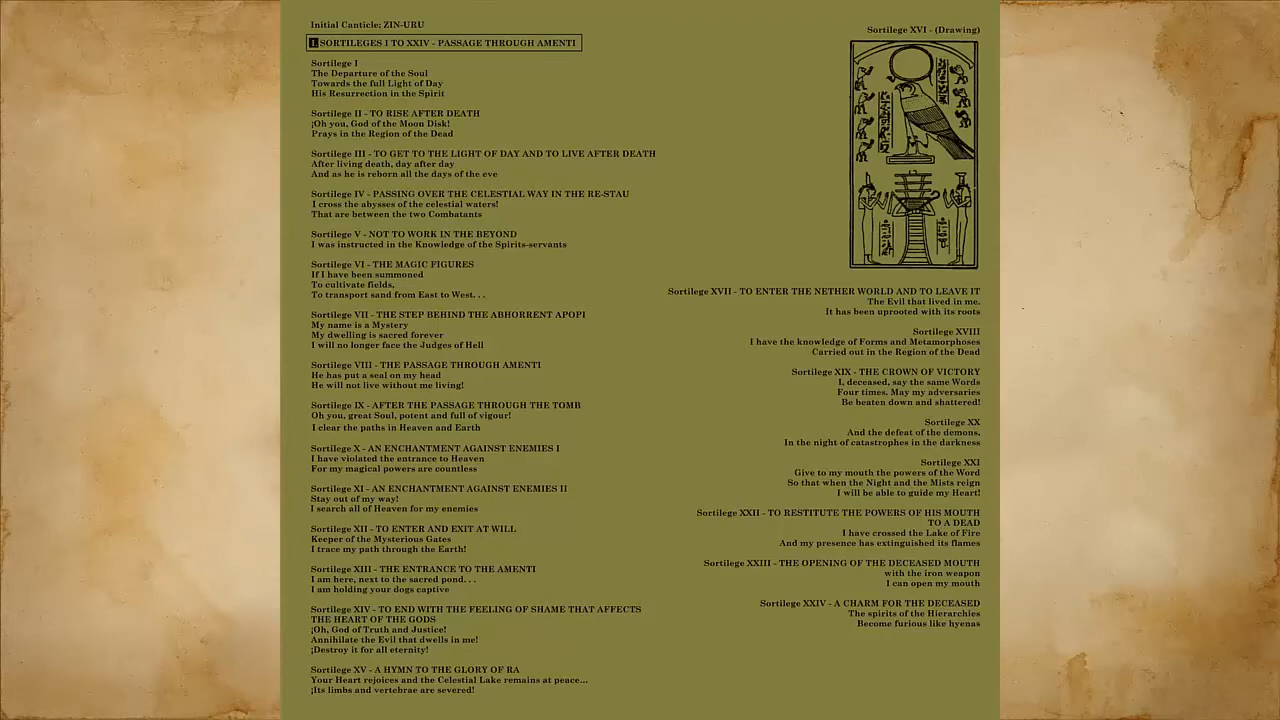 Initial Canticle; ZIN-URU
I. SORTILEGES I TO XXIV - PASSAGE THROUGH AMENTI
Sortilege I
The Departure of the Soul
Towards the full Light of Day
His Resurrection in the Spirit
Sortilege II - TO RISE AFTER DEATH
¡Oh you, God of the Moon Disk!
Prays in the Region of the Dead
Sortilege III - TO GET TO THE LIGHT OF DAY AND TO LIVE AFTER DEATH
After living death, day after day
And as he is reborn all the days of the eve
Sortilege IV - PASSING OVER THE CELESTIAL WAY IN THE RE-STAU
I cross the abysses of the celestial waters!
That are between the two Combatants
Sortilege V - NOT TO WORK IN THE BEYOND
I was instructed in the Knowledge of the Spirits-servants
Sortilege VI - THE MAGIC FIGURES
If I have been summoned
To cultivate fields,
To transport sand from East to West. . .
Sortilege VII - THE STEP BEHIND THE ABHORRENT APOPI
My name is a Mystery
My dwelling is sacred forever
I will no longer face the Judges of Hell
Sortilege VIII - THE PASSAGE THROUGH AMENTI
He has put a seal on my head
He will not live without me living!
Sortilege IX - AFTER THE PASSAGE THROUGH THE TOMB
Oh you, great Soul, potent and full of vigour!
I clear the paths in Heaven and Earth
Sortilege X - AN ENCHANTMENT AGAINST ENEMIES I
I have violated the entrance to Heaven
For my magical powers are countless
Sortilege XI - AN ENCHANTMENT AGAINST ENEMIES II
Stay out of my way!
I search all of Heaven for my enemies
Sortilege XII - TO ENTER AND EXIT AT WILL
Keeper of the Mysterious Gates
I trace my path through the Earth!
Sortilege XIII - THE ENTRANCE TO THE AMENTI
I am here, next to the sacred pond. . .
I am holding your dogs captive
Sortilege XIV - TO END WITH THE FEELING OF SHAME THAT AFFECTS
THE HEART OF THE GODS
¡Oh, God of Truth and Justice!
Annihilate the Evil that dwells in me!
¡Destroy it for all eternity!
Sortilege XV - A HYMN TO THE GLORY OF RA
Your Heart rejoices and the Celestial Lake remains at peace...
¡Its limbs and vertebrae are severed!
Sortilege XVI - (Drawing)
Sortilege XVII - TO ENTER THE NETHER WORLD AND TO LEAVE IT
The Evil that lived in me,
It has been uprooted with its roots
Sortilege XVIII
I have the knowledge of Forms and Metamorphoses
Carried out in the Region of the Dead
Sortilege XIX - THE CROWN OF VICTORY
I, deceased, say the same Words
Four times. May my adversaries
Be beaten down and shattered!
Sortilege XX
And the defeat of the demons,
In the night of catastrophes in the darkness
Sortilege XXI
Give to my mouth the powers of the Word
So that when the Night and the Mists reign
I will be able to guide my Heart!
Sortilege XXII - TO RESTITUTE THE POWERS OF HIS MOUTH
TO A DEAD
I have crossed the Lake of Fire
And my presence has extinguished its flames
Sortilege XXIII - THE OPENING OF THE DECEASED MOUTH
with the iron weapon
I can open my mouth
Sortilege XXIV - A CHARM FOR THE DECEASED
The spirits of the Hierarchies
Become furious like hyenas